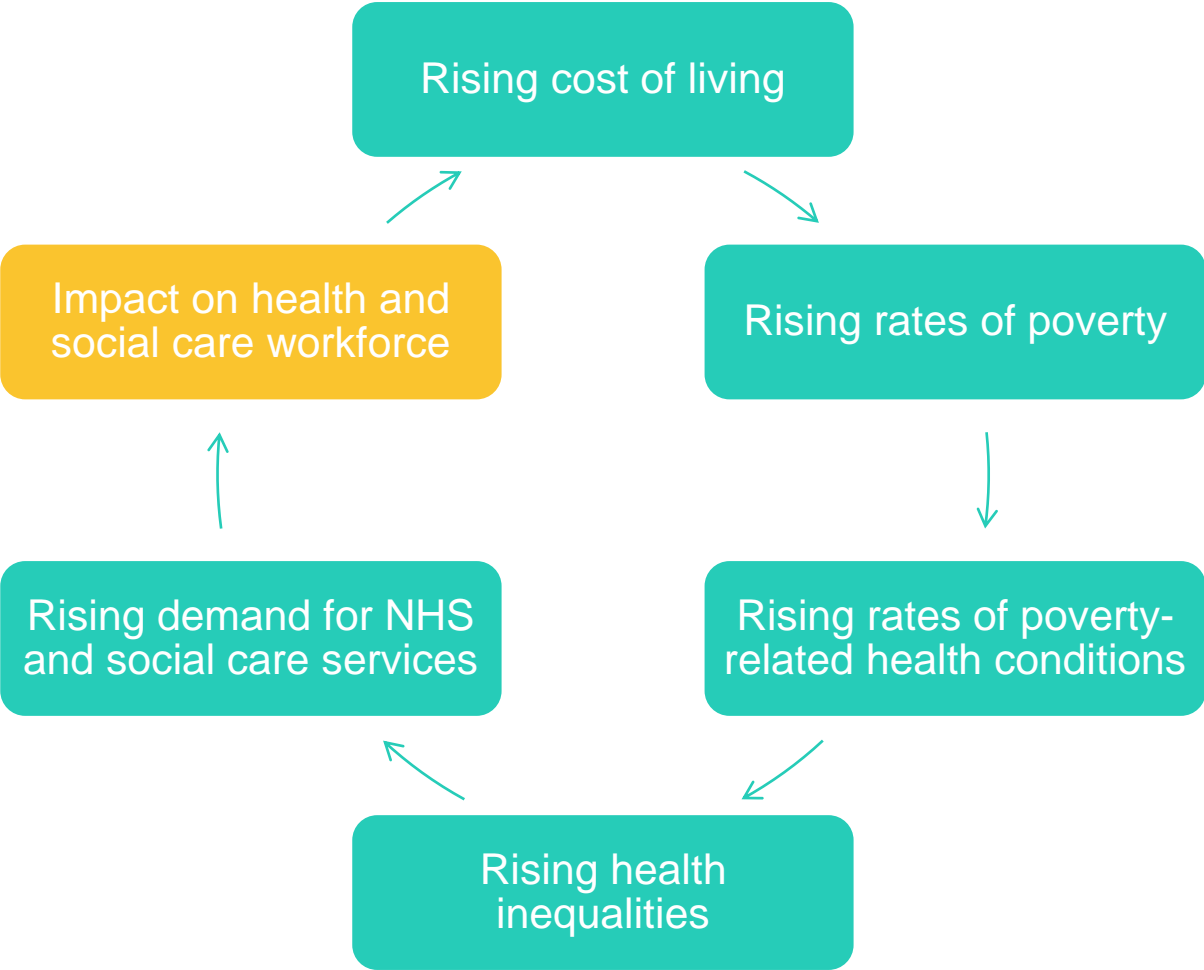 Rising cost of living
Impact on health and
social care workforce
Rising rates of poverty
Rising demand for NHS
and social care services
Rising rates of poverty-
related health conditions
Rising health
inequalities